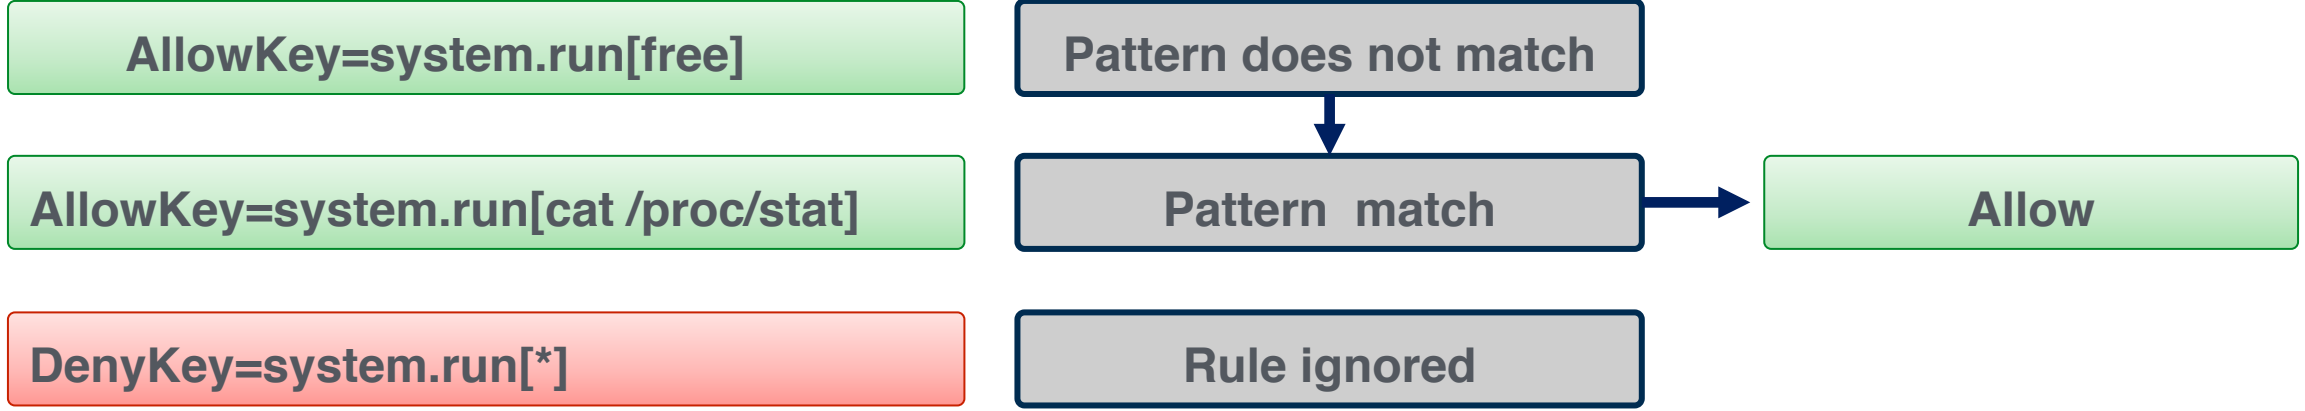 AllowKey=system.run[free]
Pattern does not match
AllowKey=system.run[cat /proc/stat]
Pattern  match
Allow
DenyKey=system.run[*]
Rule ignored